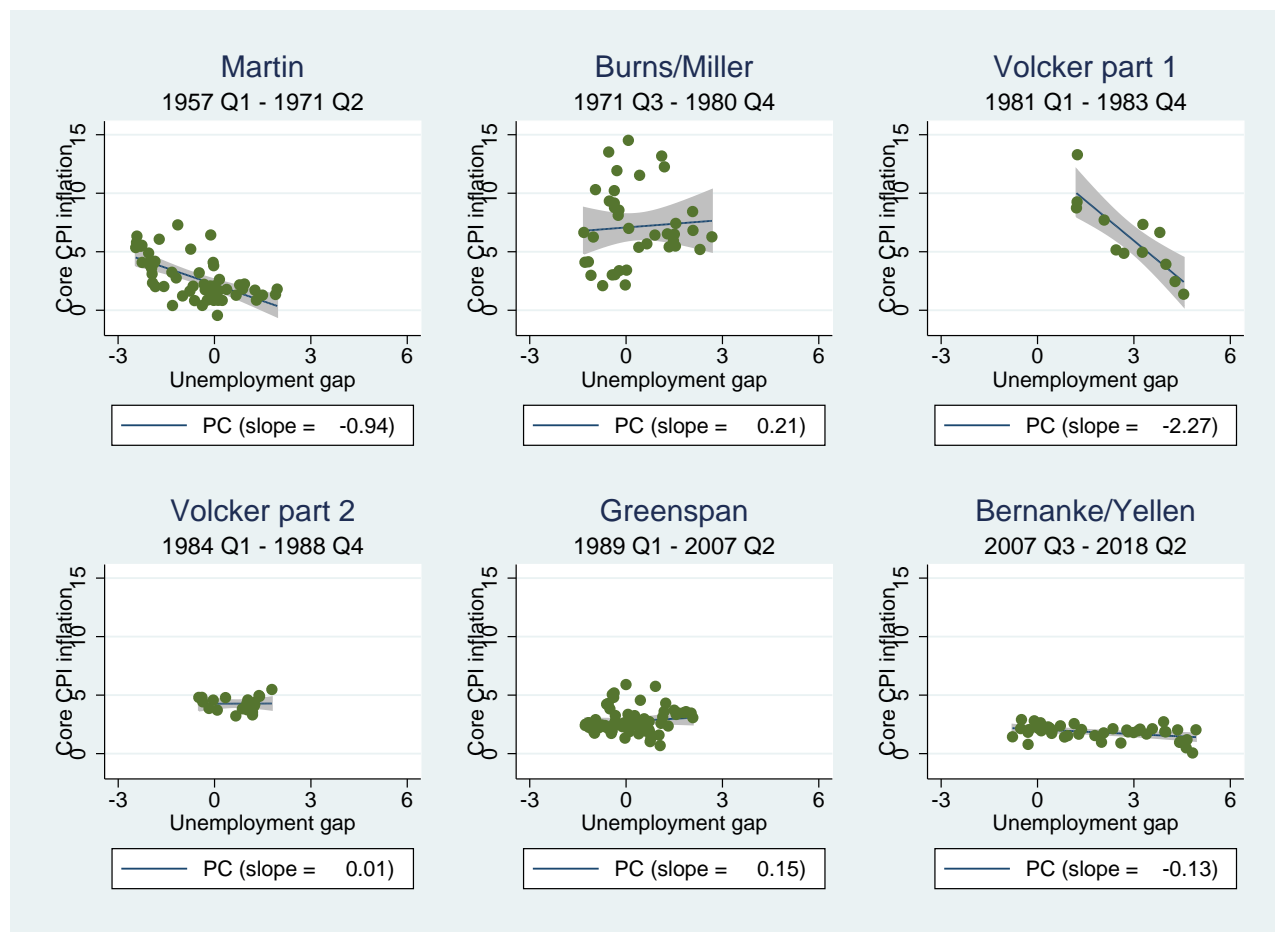 Martin
1957 Q1 - 1971 Q2
Core CPI inflation
15
10
5
0
-3 0 3 6
Unemployment gap
PC (slope = -0.94)
Burns/Miller
1971 Q3 - 1980 Q4
Core CPI inflation
15
10
5
0
-3 0 3 6
Unemployment gap
PC (slope = 0.21)
Volcker part 1
1981 Q1 - 1983 Q4
Core CPI inflation
15
10
5
0
-3 0 3 6
Unemployment gap
PC (slope = -2.27)
Volcker part 2
1984 Q1 - 1988 Q4
Core CPI inflation
15
10
5
0
-3 0 3 6
Unemployment gap
PC (slope = 0.01)
Greenspan
1989 Q1 - 2007 Q2
Core CPI inflation
15
10
5
0
-3 0 3 6
Unemployment gap
PC (slope = 0.15)
Bernanke/Yellen
2007 Q3 - 2018 Q2
Core CPI inflation
15
10
5
0
-3 0 3 6
Unemployment gap
PC (slope = -0.13)